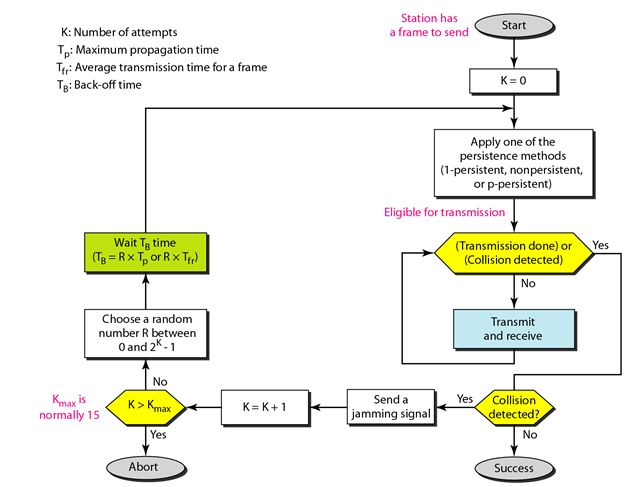 K: Number of attempts
Tp: Maximum propagation time
Tfr: Average transmission time for a frame
TB: Back-off time
Station has
a frame to send
Start
K = 0
Apply one of the
persistence methods
(1-persistent, nonpersistent,
or p-persistent)
Eligible for transmission
(Transmission done) or
(Collision detected)
Yes
No
Transmit
and receive
Wait TB time
(TB = R × Tp or R × Tfr)
Choose a random
number R between
0 and 2^K - 1
No
Kmax is
normally 15
K > Kmax
K = K + 1
Send a
jamming signal
Yes
Collision
detected?
Yes
No
Abort
Success